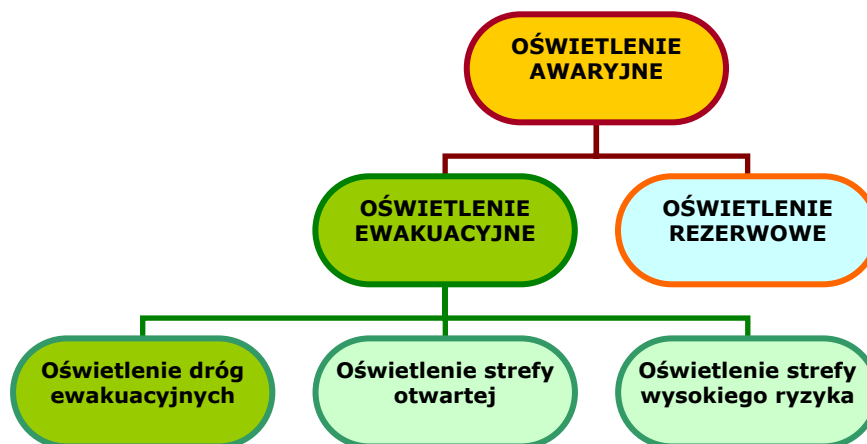 OŚWIETLENIE
AWARYJNE
OŚWIETLENIE
EWAKUACYJNE
OŚWIETLENIE
REZERWOWE
Oświetlenie dróg
ewakuacyjnych
Oświetlenie strefy
otwartej
Oświetlenie strefy
wysokiego ryzyka